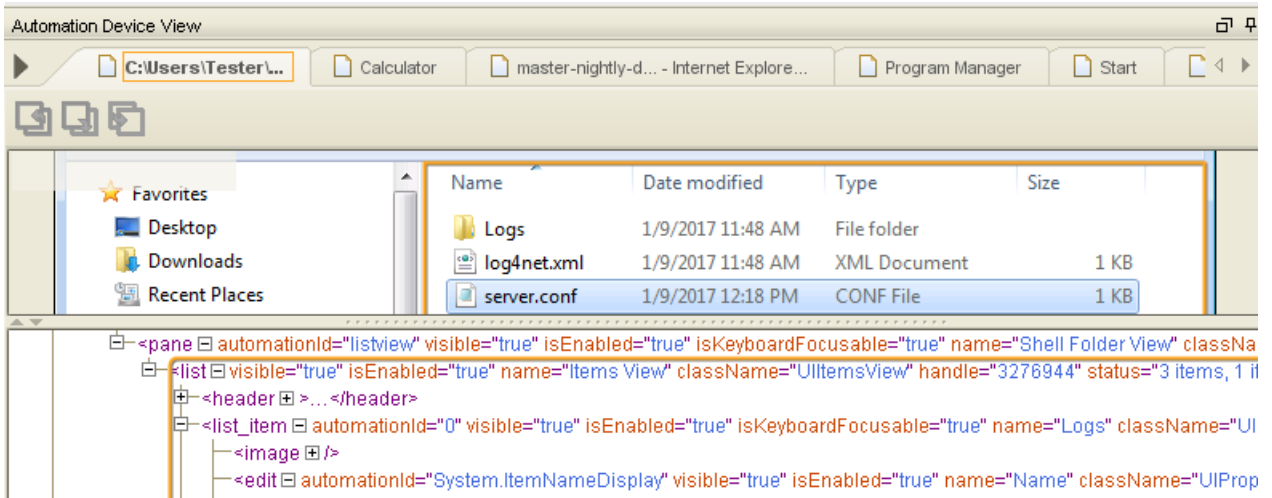 Automation Device View
C:\Users\Tester\... Calculator master-nightly-d... - Internet Explore... Program Manager Start
Favorites
Desktop
Downloads
Recent Places
Name Date modified Type Size
Logs 1/9/2017 11:48 AM File folder
log4net.xml 1/9/2017 11:48 AM XML Document 1 KB
server.conf 1/9/2017 12:18 PM CONF File 1 KB
<pane automationId="listview" visible="true" isEnabled="true" isKeyboardFocusable="true" name="Shell Folder View" classNa
<list visible="true" isEnabled="true" name="Items View" className="UIItemsView" handle="3276944" status="3 items, 1 it
<header >...</header>
<list_item automationId="0" visible="true" isEnabled="true" isKeyboardFocusable="true" name="Logs" className="UI
<image />
<edit automationId="System.ItemNameDisplay" visible="true" isEnabled="true" name="Name" className="UIProp